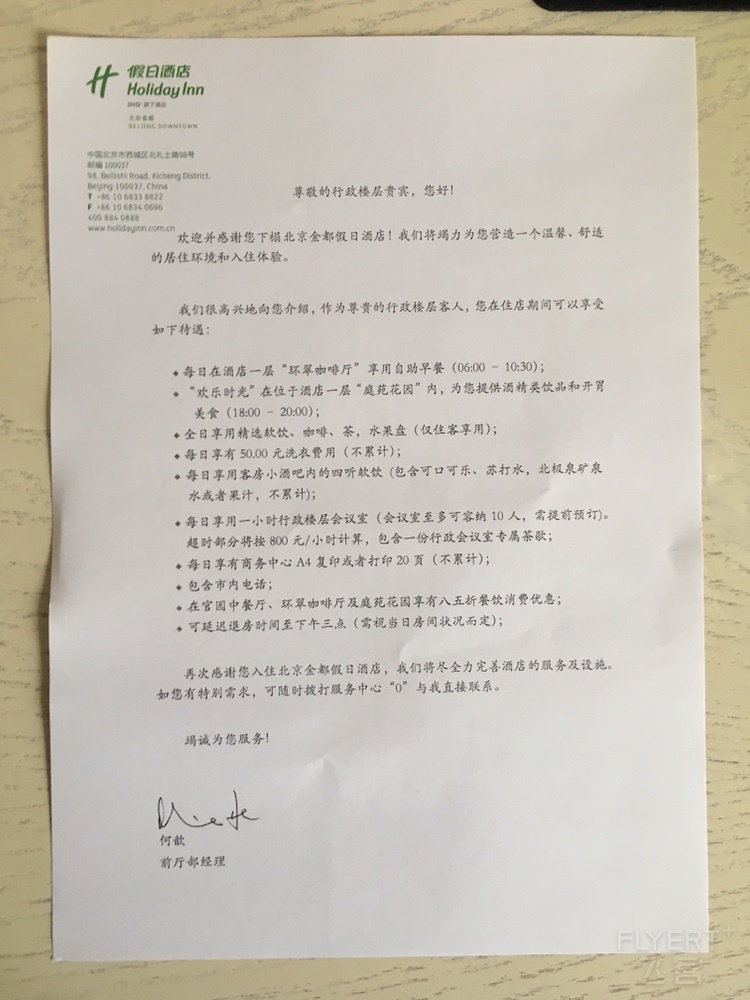 假日酒店
Holiday Inn
IHG® 旗下酒店
北京金都
BEIJING DOWNTOWN
中国北京市西城区北礼士路98号
邮编 100037
98, Beilishi Road, Xicheng District,
Beijing 100037, China
T +86 10 6833 8822
F +86 10 6834 0696
400 884 0888
www.holidayinn.com.cn
尊敬的行政楼层贵宾，您好！
欢迎并感谢您下榻北京金都假日酒店！我们将竭力为您营造一个温馨、舒适
的居住环境和入住体验。
我们很高兴地向您介绍，作为尊贵的行政楼层客人，您在住店期间可以享受
如下待遇：
◆ 每日在酒店一层“环翠咖啡厅”享用自助早餐（06:00 - 10:30）；
◆ “欢乐时光”在位于酒店一层“庭苑花园”内，为您提供酒精类饮品和开胃
美食（18:00 - 20:00）；
◆ 全日享用精选软饮、咖啡、茶，水果盘（仅住客享用）；
◆ 每日享有 50.00 元洗衣费用（不累计）；
◆ 每日享用客房小酒吧内的四听软饮（包含可口可乐、苏打水，北极泉矿泉
水或者果汁，不累计）；
◆ 每日享用一小时行政楼层会议室（会议室至多可容纳 10 人，需提前预订）。
超时部分将按 800 元/小时计算，包含一份行政会议室专属茶歇；
◆ 每日享有商务中心 A4 复印或者打印 20 页（不累计）；
◆ 包含市内电话；
◆ 在官园中餐厅、环翠咖啡厅及庭苑花园享有八五折餐饮消费优惠；
◆ 可延迟退房时间至下午三点（需视当日房间状况而定）；
再次感谢您入住北京金都假日酒店，我们将尽全力完善酒店的服务及设施。
如您有特别需求，可随时拨打服务中心“0”与我直接联系。
竭诚为您服务！
何歆
前厅部经理
FLYERT
飞客